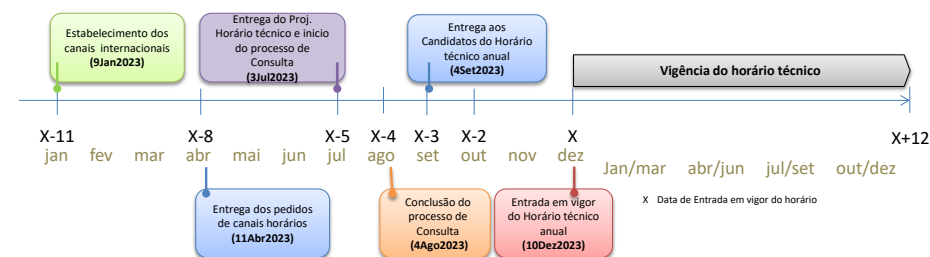 Estabelecimento dos
canais internacionais
(9Jan2023)
Entrega do Proj.
Horário técnico e inicio
do processo de
Consulta
(3Jul2023)
Entrega aos
Candidatos do Horário
técnico anual
(4Set2023)
Vigência do horário técnico
X-11 X-8 X-5 X-4 X-3 X-2 X X+12
jan fev mar abr mai jun jul ago set out nov dez
Jan/mar abr/jun jul/set out/dez
X Data de Entrada em vigor do horário
Entrega dos pedidos
de canais horários
(11Abr2023)
Conclusão do
processo de
Consulta
(4Ago2023)
Entrada em vigor
do Horário técnico
anual
(10Dez2023)